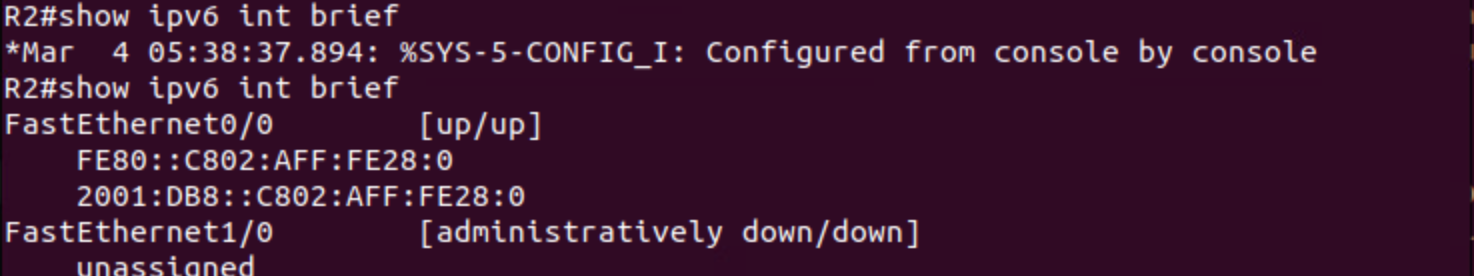 R2#show ipv6 int brief
*Mar  4 05:38:37.894: %SYS-5-CONFIG_I: Configured from console by console
R2#show ipv6 int brief
FastEthernet0/0        [up/up]
    FE80::C802:AFF:FE28:0
    2001:DB8::C802:AFF:FE28:0
FastEthernet1/0        [administratively down/down]
    unassigned